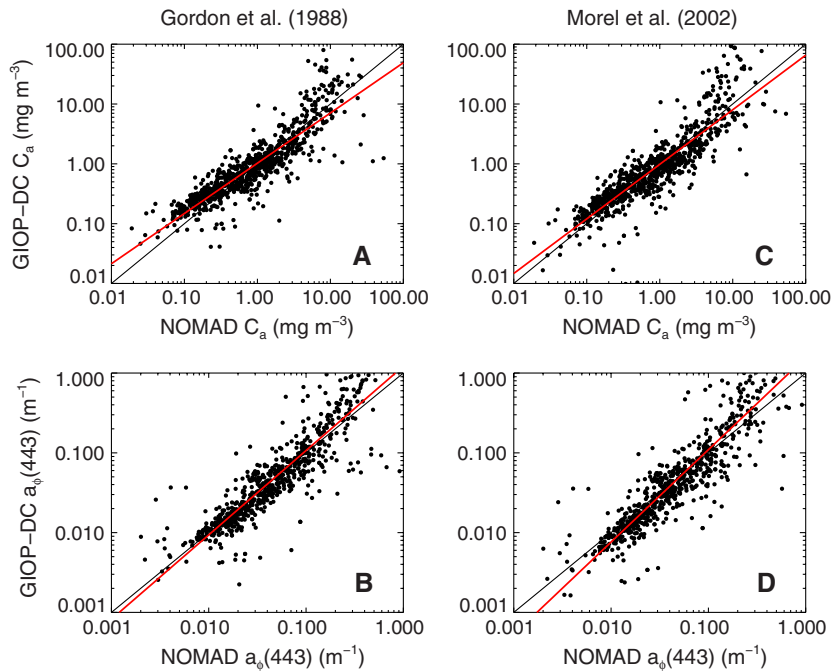 Gordon et al. (1988)
Morel et al. (2002)
GIOP−DC Cₐ (mg m⁻³)
100.00
10.00
1.00
0.10
0.01
A
0.01 0.10 1.00 10.00 100.00
NOMAD Cₐ (mg m⁻³)
100.00
10.00
1.00
0.10
0.01
C
0.01 0.10 1.00 10.00 100.00
NOMAD Cₐ (mg m⁻³)
GIOP−DC a_ϕ(443) (m⁻¹)
1.000
0.100
0.010
0.001
B
0.001 0.010 0.100 1.000
NOMAD a_ϕ(443) (m⁻¹)
1.000
0.100
0.010
0.001
D
0.001 0.010 0.100 1.000
NOMAD a_ϕ(443) (m⁻¹)